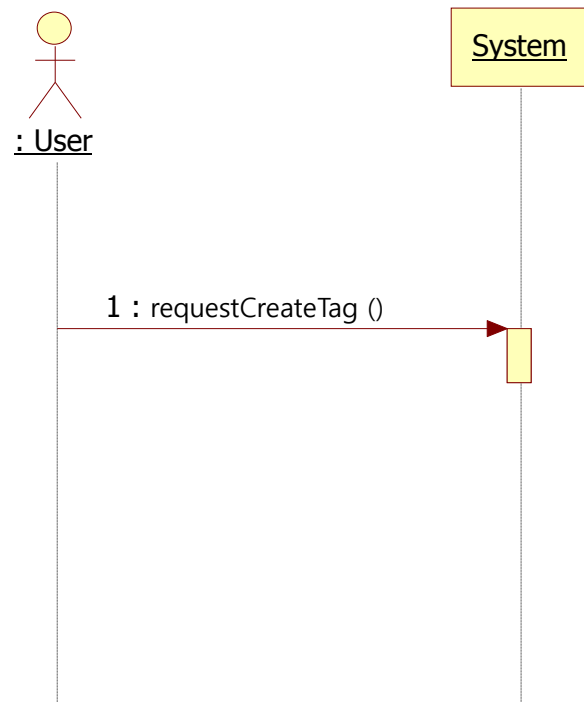 System
: User
1 : requestCreateTag ()